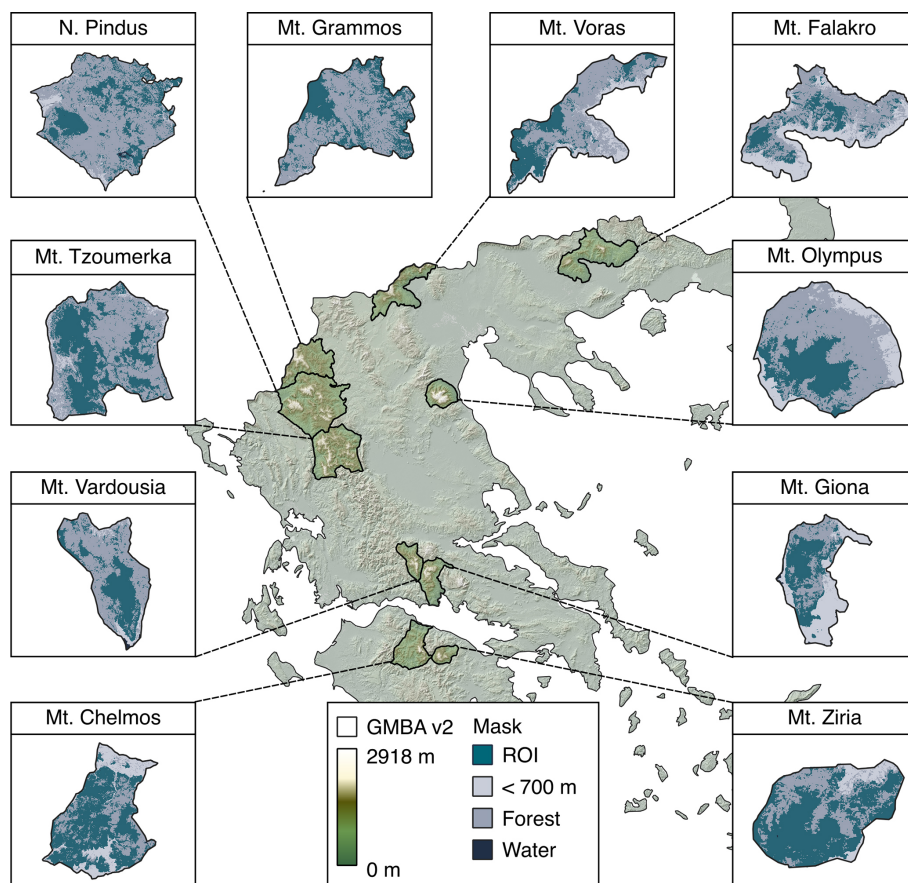 N. Pindus
Mt. Grammos
Mt. Voras
Mt. Falakro
Mt. Tzoumerka
Mt. Olympus
Mt. Vardousia
Mt. Giona
Mt. Chelmos
Mt. Ziria
GMBA v2
2918 m
0 m
Mask
ROI
< 700 m
Forest
Water